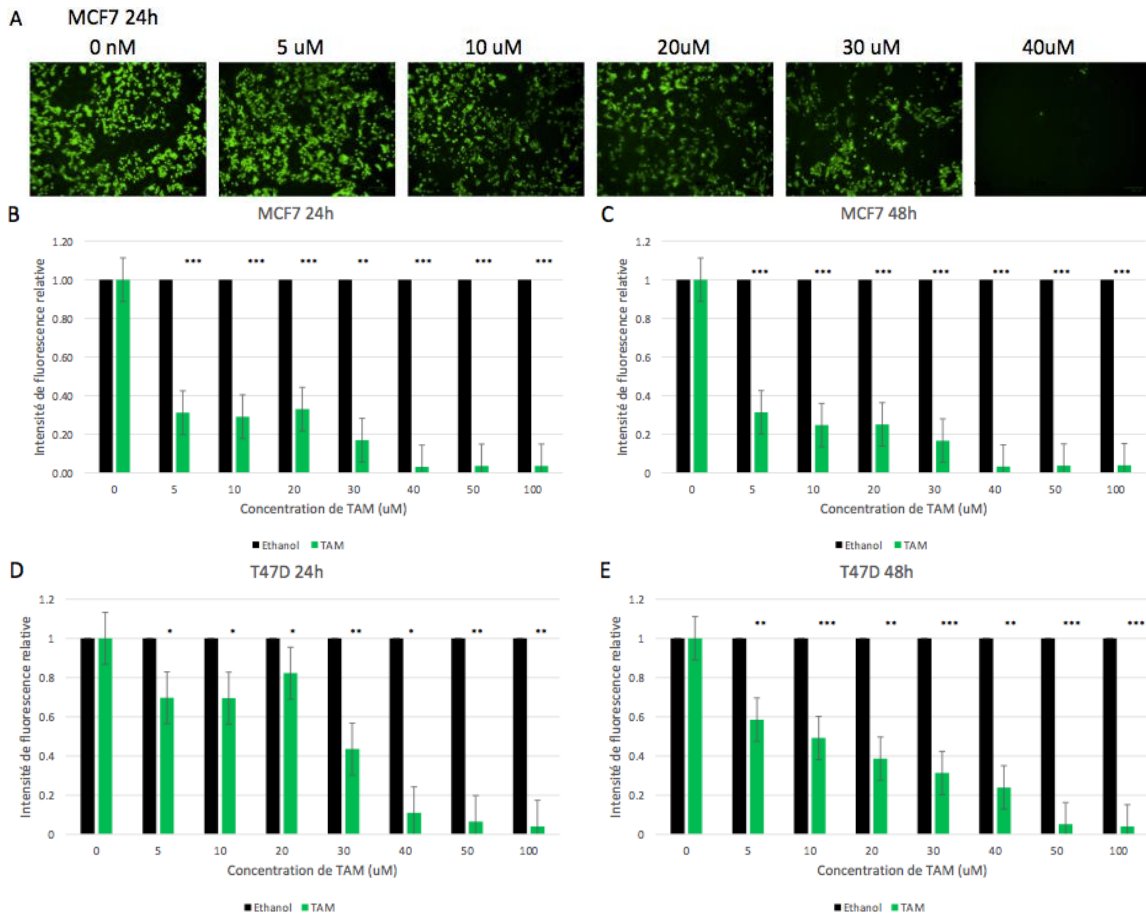 A MCF7 24h
0 nM 5 uM 10 uM 20uM 30 uM 40uM
B MCF7 24h
Intensité de fluorescence relative
1.20
1.00
0.80
0.60
0.40
0.20
0.00
*** *** *** ** *** *** ***
0 5 10 20 30 40 50 100
Concentration de TAM (uM)
Ethanol TAM
C MCF7 48h
Intensité de fluorescence relative
1.2
1
0.8
0.6
0.4
0.2
0
*** *** *** *** *** *** ***
0 5 10 20 30 40 50 100
Concentration de TAM (uM)
Ethanol TAM
D T47D 24h
Intensité de fluorescence relative
1.2
1
0.8
0.6
0.4
0.2
0
* * * ** * ** **
0 5 10 20 30 40 50 100
Concentration de TAM (uM)
Ethanol TAM
E T47D 48h
Intensité de fluorescence relative
1.2
1
0.8
0.6
0.4
0.2
0
** *** ** *** ** *** ***
0 5 10 20 30 40 50 100
Concentration de TAM (uM)
Ethanol TAM